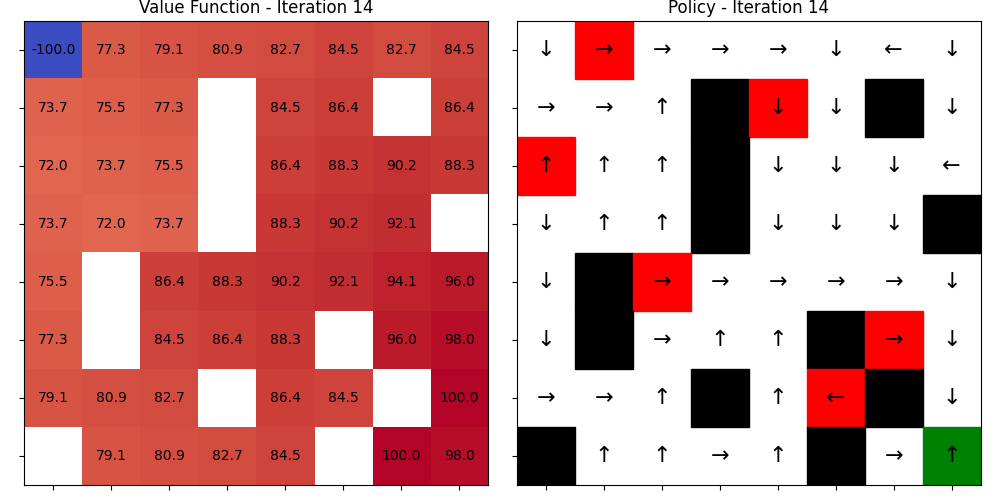 Value Function - Iteration 14
-100.0 77.3 79.1 80.9 82.7 84.5 82.7 84.5
73.7 75.5 77.3 84.5 86.4 86.4
72.0 73.7 75.5 86.4 88.3 90.2 88.3
73.7 72.0 73.7 88.3 90.2 92.1
75.5 86.4 88.3 90.2 92.1 94.1 96.0
77.3 84.5 86.4 88.3 96.0 98.0
79.1 80.9 82.7 86.4 84.5 100.0
79.1 80.9 82.7 84.5 100.0 98.0
Policy - Iteration 14
↓ → → → → ↓ ← ↓
→ → ↑ ↓ ↓ ↓
↑ ↑ ↑ ↓ ↓ ↓ ←
↓ ↑ ↑ ↓ ↓ ↓
↓ → → → → → ↓
↓ → ↑ ↑ → ↓
→ → ↑ ↑ ← ↓
↑ ↑ → ↑ → ↑